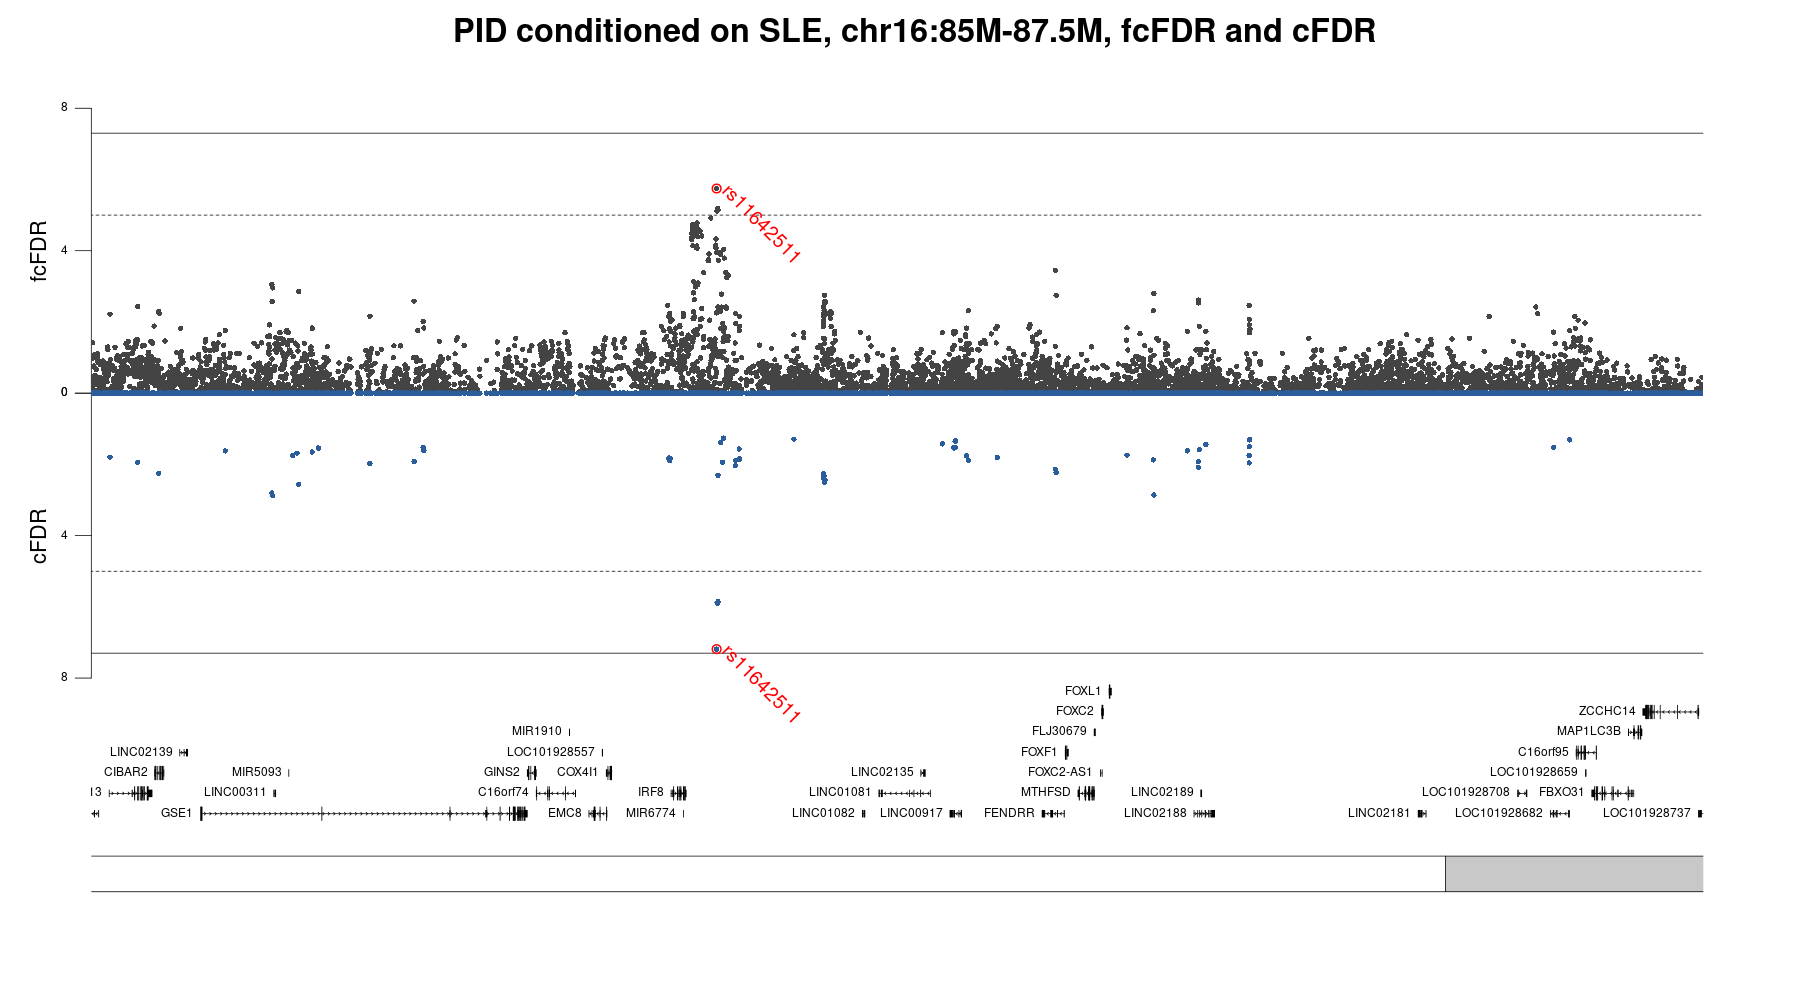 PID conditioned on SLE, chr16:85M-87.5M, fcFDR and cFDR
8
rs11642511
fcFDR
4
0
cFDR
4
rs11642511
8
FOXL1
FOXC2 ZCCHC14
MIR1910 FLJ30679 MAP1LC3B
LINC02139 LOC101928557 FOXF1 C16orf95
CIBAR2 MIR5093 GINS2 COX4I1 LINC02135 FOXC2-AS1 LOC101928659
13 LINC00311 C16orf74 IRF8 LINC01081 MTHFSD LINC02189 LOC101928708 FBXO31
GSE1 EMC8 MIR6774 LINC01082 LINC00917 FENDRR LINC02188 LINC02181 LOC101928682 LOC101928737